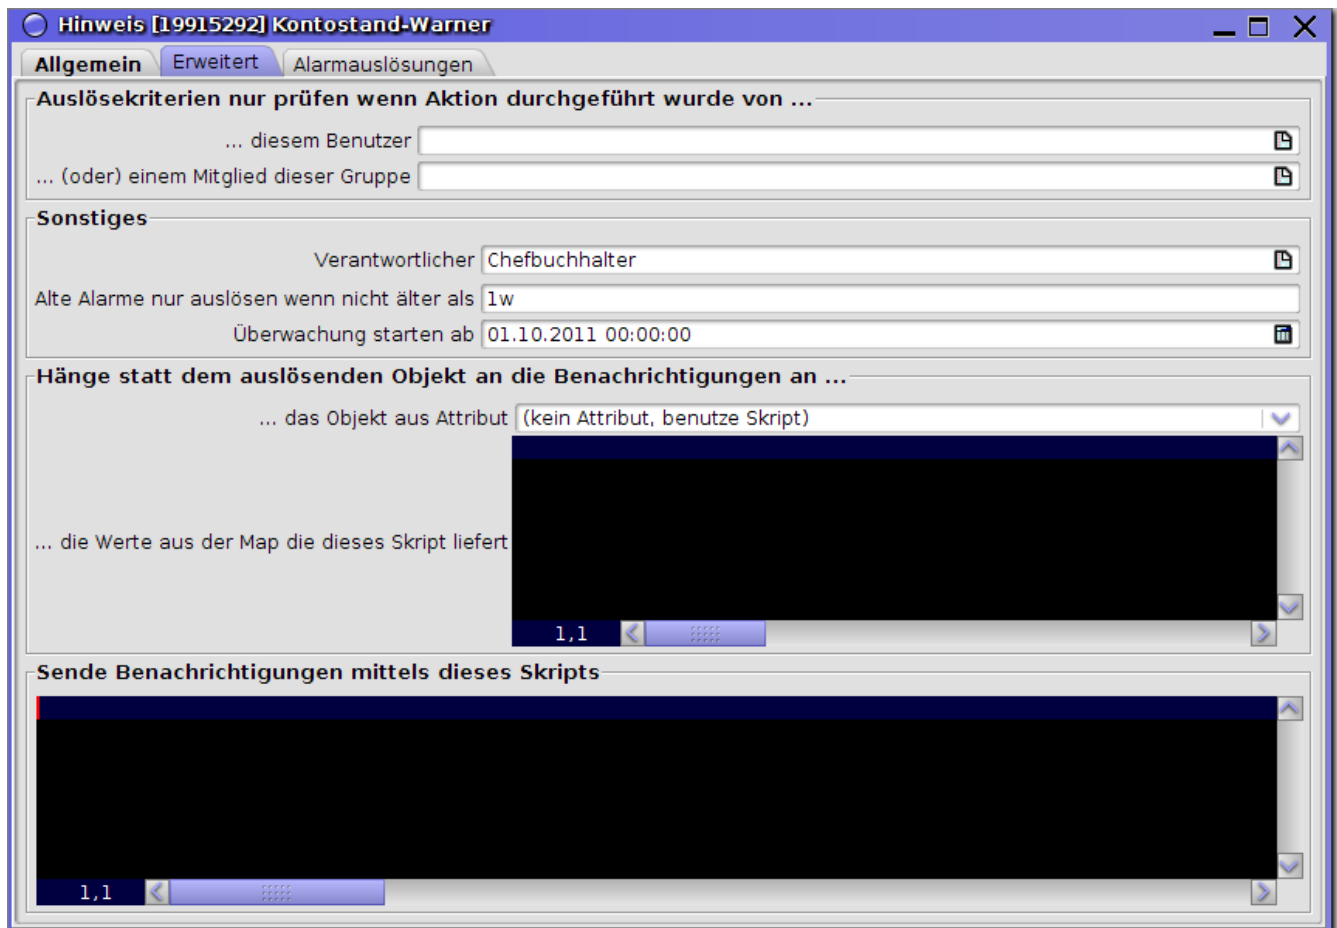 Hinweis [19915292] Kontostand-Warner
Allgemein Erweitert Alarmauslösungen
Auslösekriterien nur prüfen wenn Aktion durchgeführt wurde von ...
... diesem Benutzer
... (oder) einem Mitglied dieser Gruppe
Sonstiges
Verantwortlicher Chefbuchhalter
Alte Alarme nur auslösen wenn nicht älter als 1w
Überwachung starten ab 01.10.2011 00:00:00
Hänge statt dem auslösenden Objekt an die Benachrichtigungen an ...
... das Objekt aus Attribut (kein Attribut, benutze Skript)
... die Werte aus der Map die dieses Skript liefert
1,1
Sende Benachrichtigungen mittels dieses Skripts
1,1